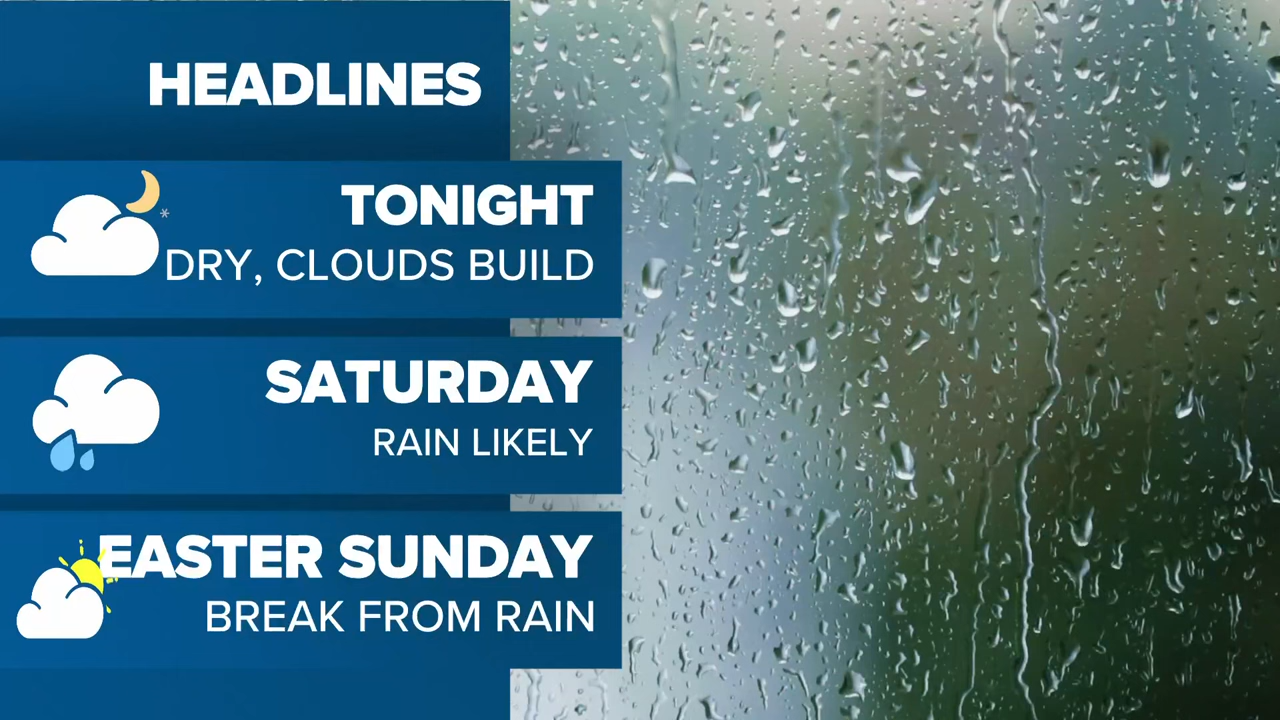 HEADLINES
TONIGHT
DRY, CLOUDS BUILD
SATURDAY
RAIN LIKELY
EASTER SUNDAY
BREAK FROM RAIN